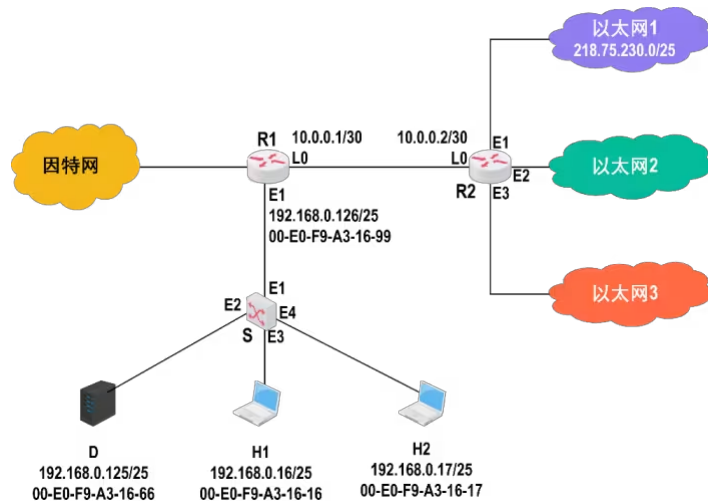 以太网1
218.75.230.0/25
因特网
R1
10.0.0.1/30
L0
E1
192.168.0.126/25
00-E0-F9-A3-16-99
10.0.0.2/30
L0
E1
E2
R2
E3
以太网2
以太网3
E1
E2
E4
S
E3
D
192.168.0.125/25
00-E0-F9-A3-16-66
H1
192.168.0.16/25
00-E0-F9-A3-16-16
H2
192.168.0.17/25
00-E0-F9-A3-16-17